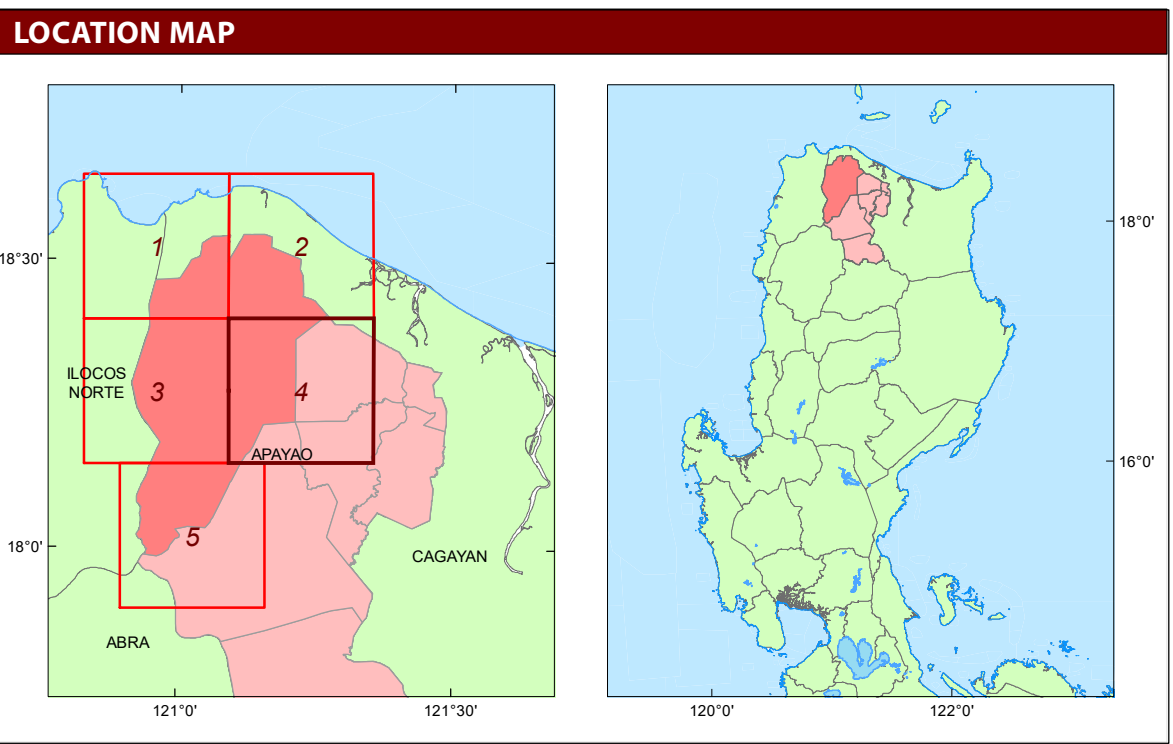 LOCATION MAP
1
2
18°30'
ILOCOS
NORTE
3
4
APAYAO
5
18°0'
CAGAYAN
ABRA
121°0'
121°30'
18°0'
16°0'
120°0'
122°0'